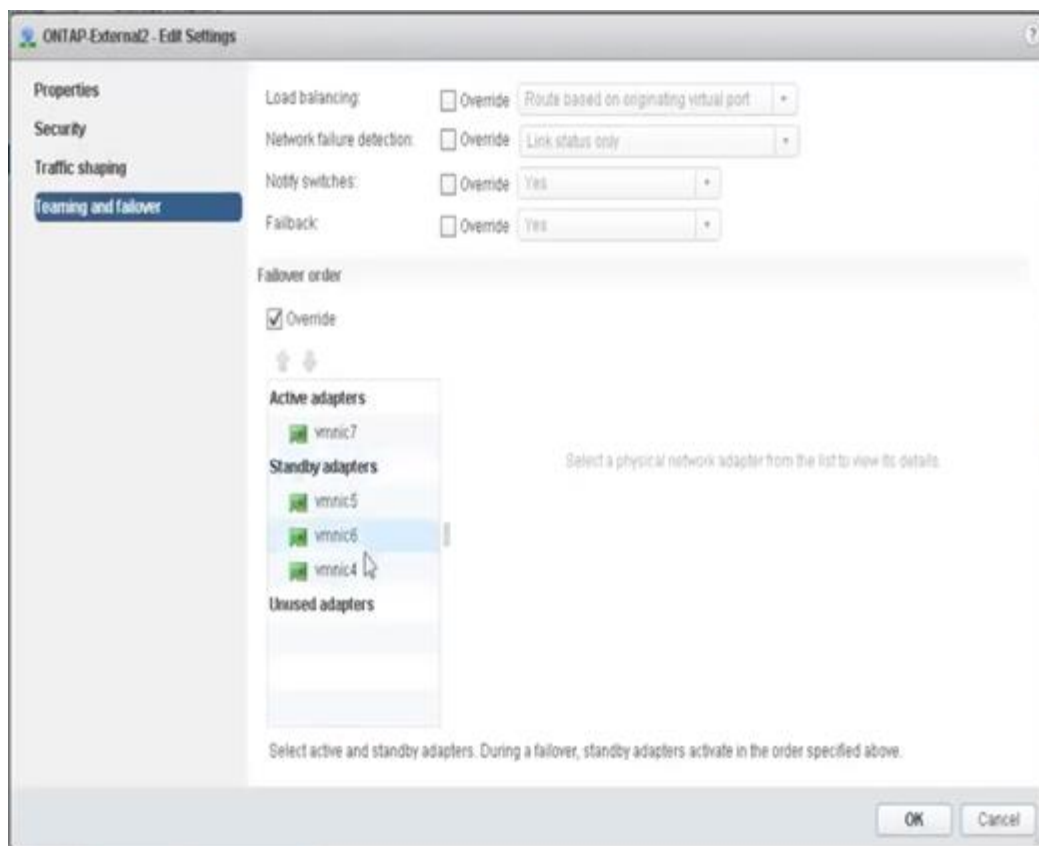 ONTAP-External2 - Edit Settings
?
Properties
Security
Traffic shaping
Teaming and failover
Load balancing: Override Route based on originating virtual port
Network failure detection: Override Link status only
Notify switches: Override Yes
Failback: Override Yes
Failover order
Override
Active adapters
vmnic7
Standby adapters
vmnic5
vmnic6
vmnic4
Unused adapters
Select a physical network adapter from the list to view its details.
Select active and standby adapters. During a failover, standby adapters activate in the order specified above.
OK Cancel